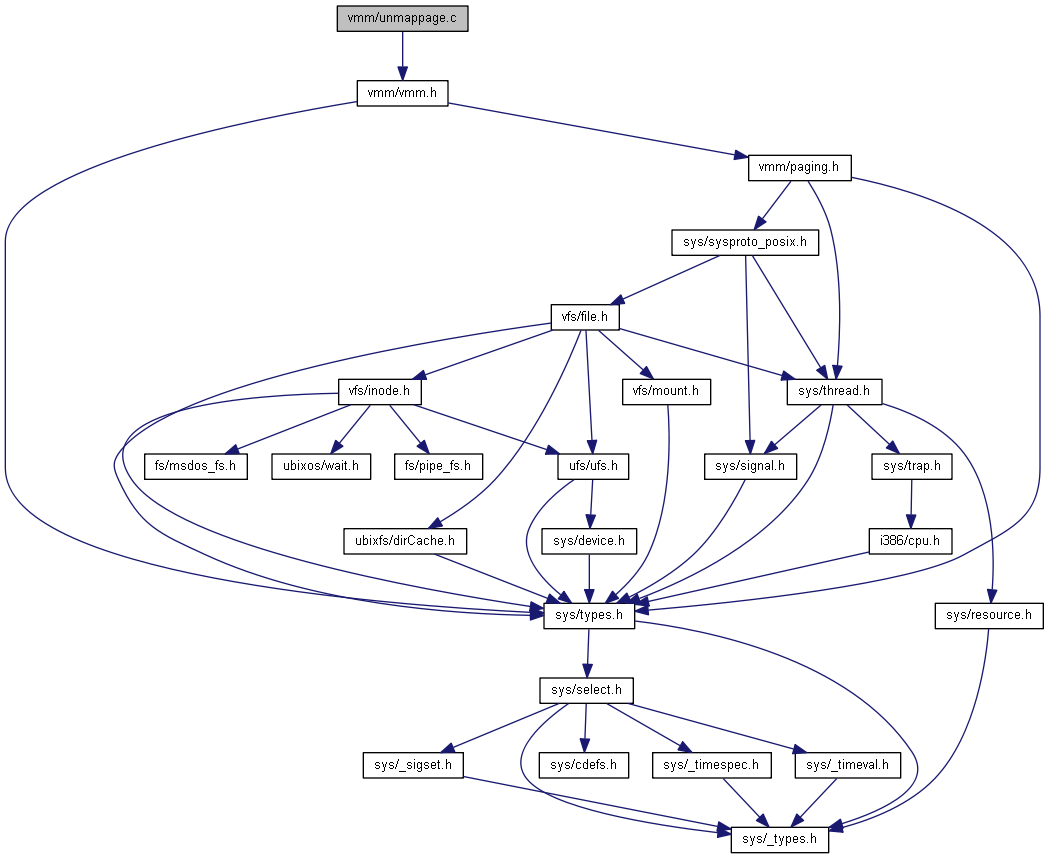 vmm/unmappage.c
vmm/vmm.h
vmm/paging.h
sys/sysproto_posix.h
vfs/file.h
vfs/inode.h
vfs/mount.h
sys/thread.h
fs/msdos_fs.h
ubixos/wait.h
fs/pipe_fs.h
ufs/ufs.h
sys/signal.h
sys/trap.h
ubixfs/dirCache.h
sys/device.h
i386/cpu.h
sys/types.h
sys/resource.h
sys/select.h
sys/_sigset.h
sys/cdefs.h
sys/_timespec.h
sys/_timeval.h
sys/_types.h